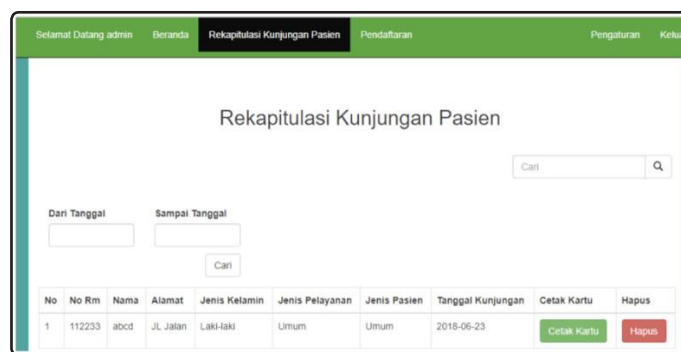 Selamat Datang admin Beranda Rekapitulasi Kunjungan Pasien Pendaftaran Pengaturan Kelua
Rekapitulasi Kunjungan Pasien
Cari
Dari Tanggal Sampai Tanggal
Cari
No No Rm Nama Alamat Jenis Kelamin Jenis Pelayanan Jenis Pasien Tanggal Kunjungan Cetak Kartu Hapus
1 112233 abcd JL Jalan Laki-laki Umum Umum 2018-06-23 Cetak Kartu Hapus